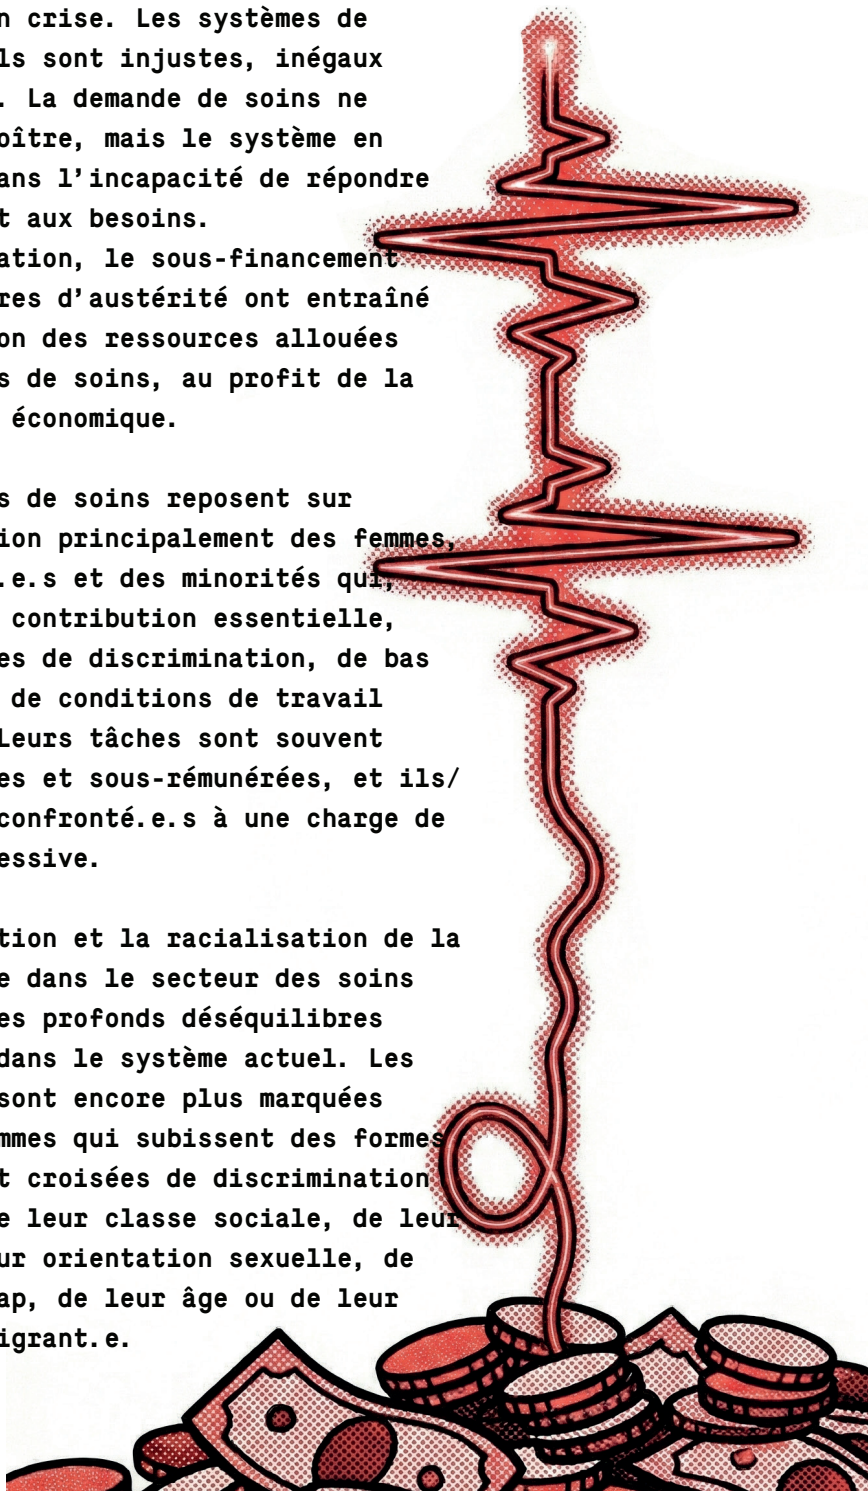 n crise. Les systèmes de
ls sont injustes, inégaux
. La demande de soins ne
oître, mais le système en
ans l’incapacité de répondre
t aux besoins.
ation, le sous-financement
res d’austérité ont entraîné
on des ressources allouées
s de soins, au profit de la
économique.
s de soins reposent sur
ion principalement des femmes,
.e.s et des minorités qui,
contribution essentielle,
es de discrimination, de bas
de conditions de travail
Leurs tâches sont souvent
es et sous-rémunérées, et ils/
confronté.e.s à une charge de
essive.
tion et la racialisation de la
e dans le secteur des soins
es profonds déséquilibres
dans le système actuel. Les
sont encore plus marquées
mmes qui subissent des formes
t croisées de discrimination
e leur classe sociale, de leur
ur orientation sexuelle, de
ap, de leur âge ou de leur
igrant.e.